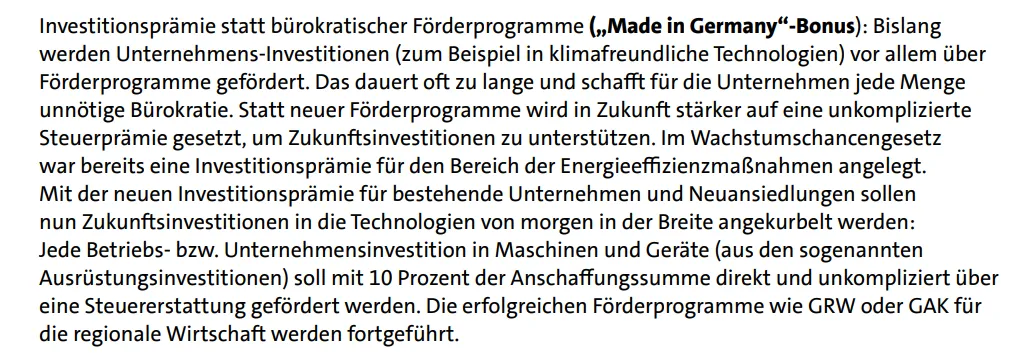 Investitionsprämie statt bürokratischer Förderprogramme („Made in Germany“-Bonus): Bislang
werden Unternehmens-Investitionen (zum Beispiel in klimafreundliche Technologien) vor allem über
Förderprogramme gefördert. Das dauert oft zu lange und schafft für die Unternehmen jede Menge
unnötige Bürokratie. Statt neuer Förderprogramme wird in Zukunft stärker auf eine unkomplizierte
Steuerprämie gesetzt, um Zukunftsinvestitionen zu unterstützen. Im Wachstumschancengesetz
war bereits eine Investitionsprämie für den Bereich der Energieeffizienzmaßnahmen angelegt.
Mit der neuen Investitionsprämie für bestehende Unternehmen und Neuansiedlungen sollen
nun Zukunftsinvestitionen in die Technologien von morgen in der Breite angekurbelt werden:
Jede Betriebs- bzw. Unternehmensinvestition in Maschinen und Geräte (aus den sogenannten
Ausrüstungsinvestitionen) soll mit 10 Prozent der Anschaffungssumme direkt und unkompliziert über
eine Steuererstattung gefördert werden. Die erfolgreichen Förderprogramme wie GRW oder GAK für
die regionale Wirtschaft werden fortgeführt.